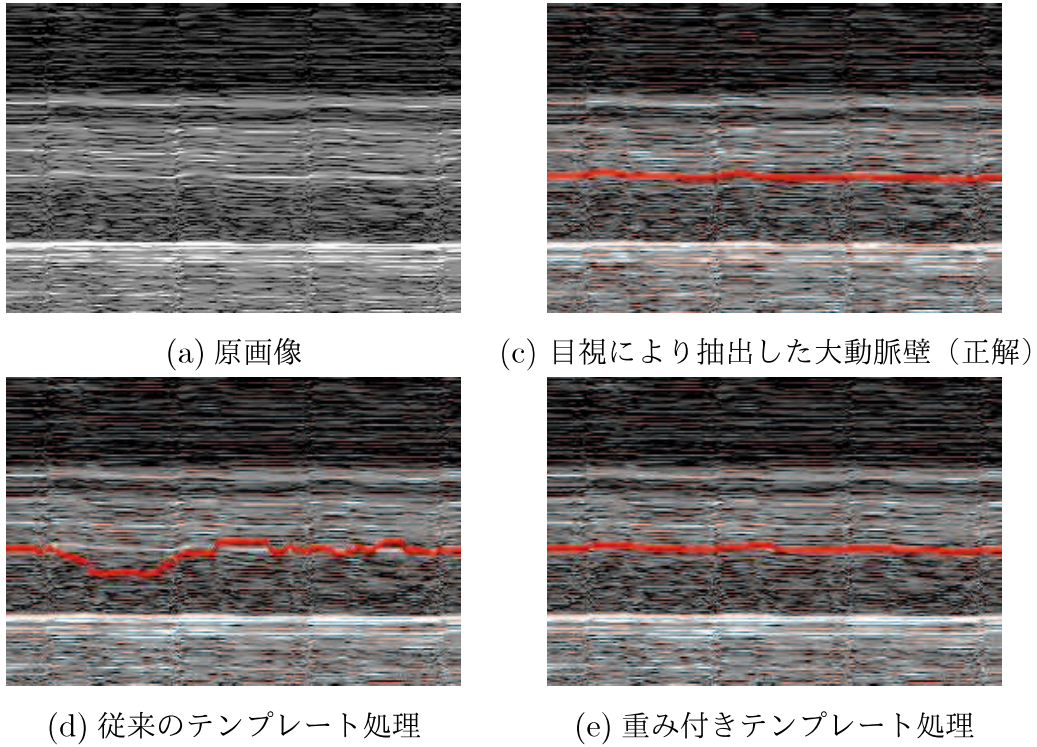 (a) 原画像
(c) 目視により抽出した大動脈壁（正解）
(d) 従来のテンプレート処理
(e) 重み付きテンプレート処理